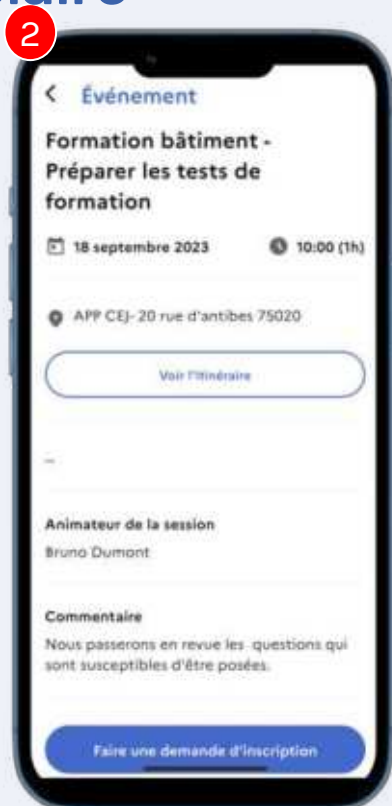 2
Événement
Formation bâtiment -
Préparer les tests de
formation
18 septembre 2023 10:00 (1h)
APP CEJ- 20 rue d'antibes 75020
Voir l'itinéraire
--
Animateur de la session
Bruno Dumont
Commentaire
Nous passerons en revue les questions qui
sont susceptibles d'être posées.
Faire une demande d'inscription